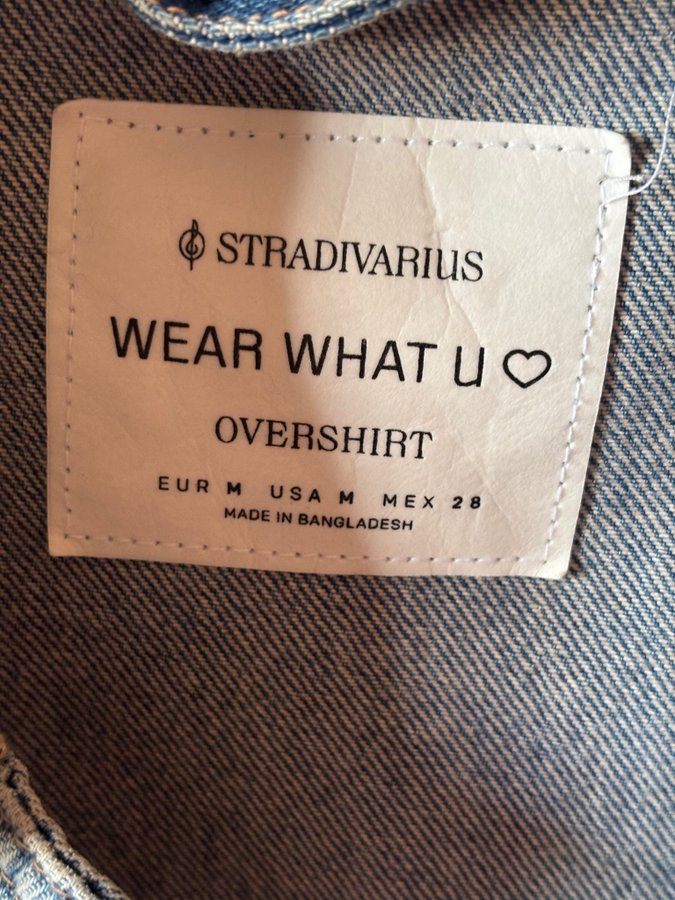 STRADIVARIUS
WEAR WHAT U ♡
OVERSHIRT
EUR M USA M MEX 28
MADE IN BANGLADESH